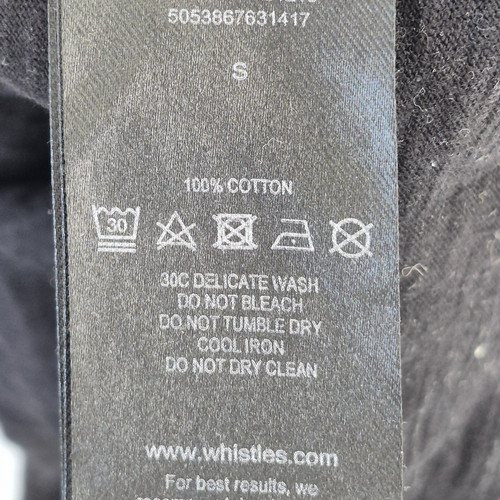 5053867631417
S
100% COTTON
30
30C DELICATE WASH
DO NOT BLEACH
DO NOT TUMBLE DRY
COOL IRON
DO NOT DRY CLEAN
www.whistles.com
For best results, we